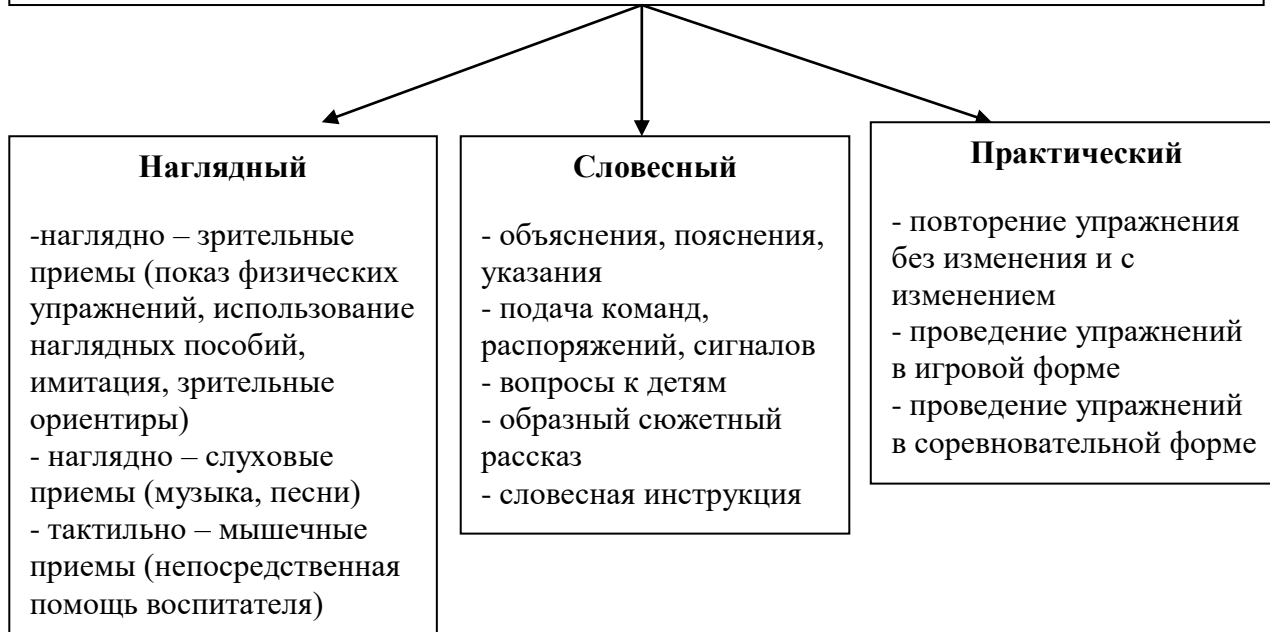 Наглядный
-наглядно – зрительные
приемы (показ физических
упражнений, использование
наглядных пособий,
имитация, зрительные
ориентиры)
- наглядно – слуховые
приемы (музыка, песни)
- тактильно – мышечные
приемы (непосредственная
помощь воспитателя)
Словесный
- объяснения, пояснения,
указания
- подача команд,
распоряжений, сигналов
- вопросы к детям
- образный сюжетный
рассказ
- словесная инструкция
Практический
- повторение упражнения
без изменения и с
изменением
- проведение упражнений
в игровой форме
- проведение упражнений
в соревновательной форме